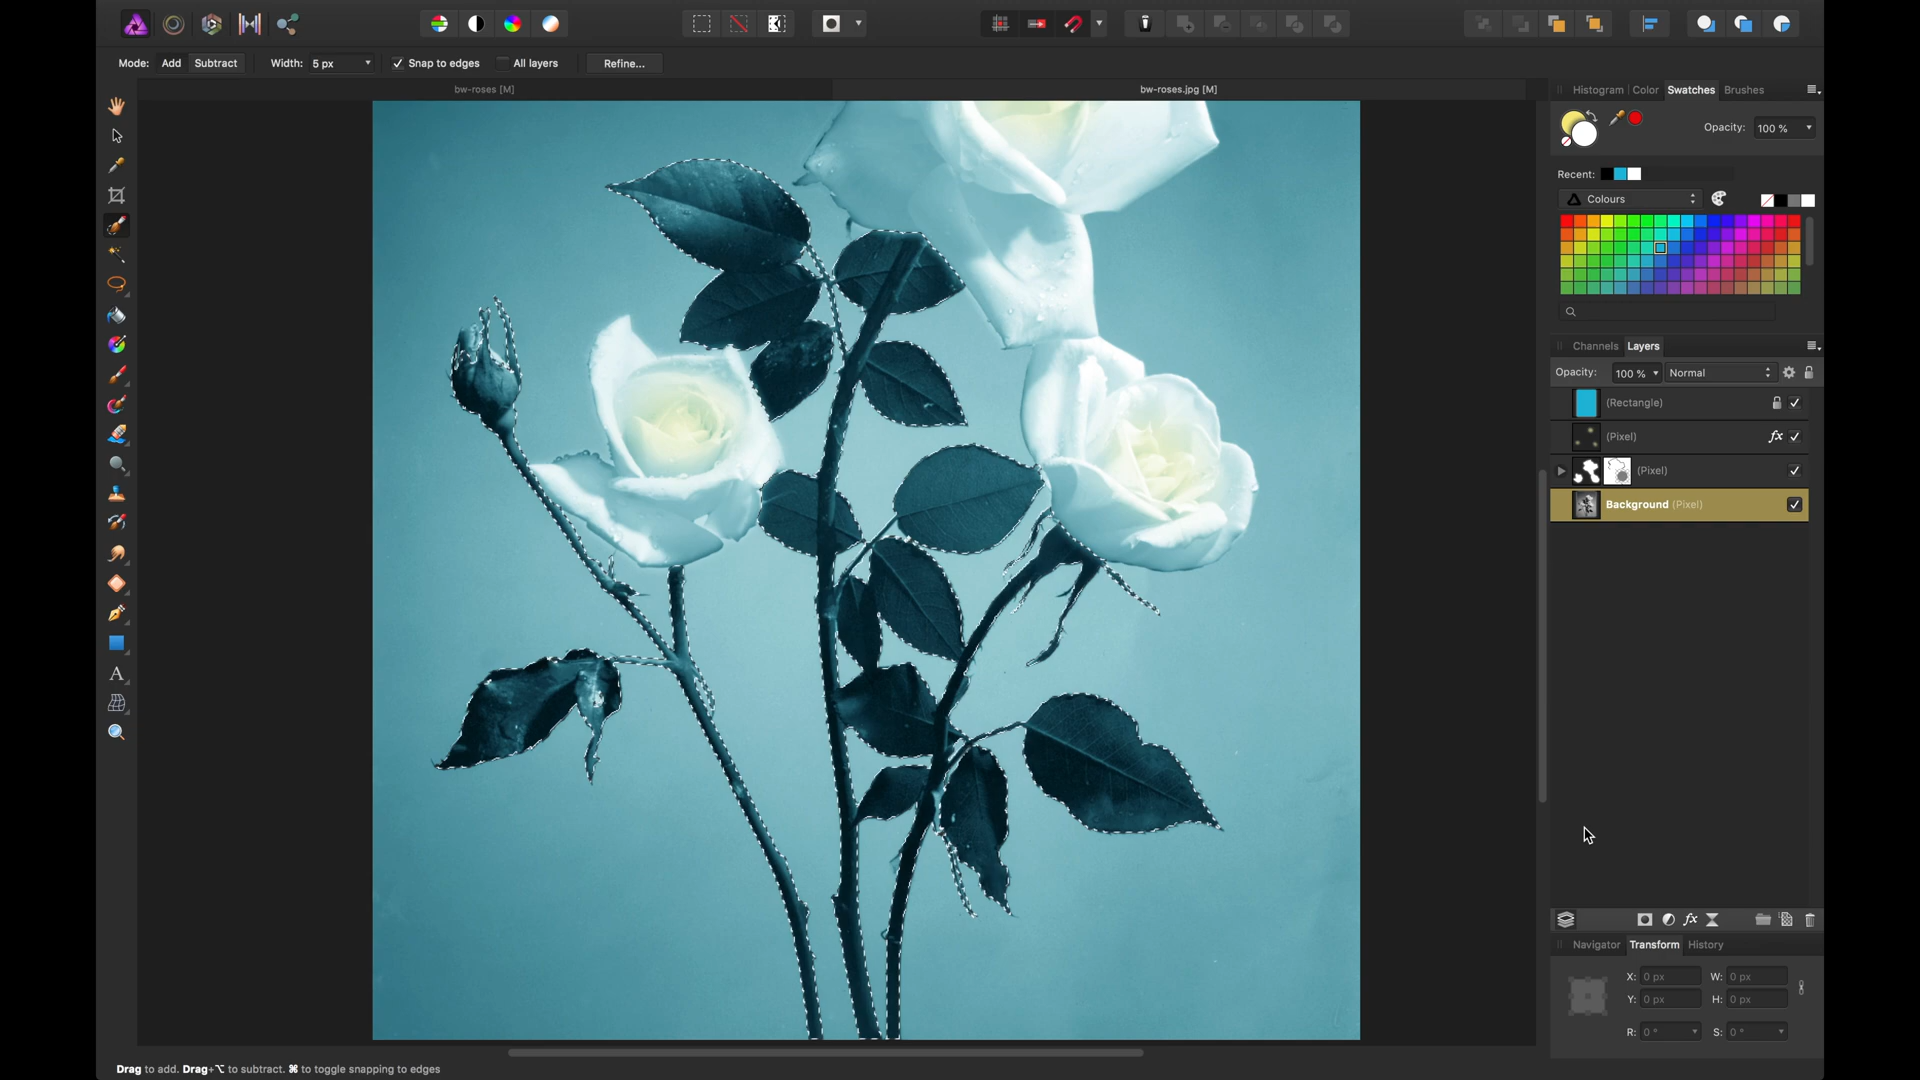 Mode: Add Subtract Width: 5 px Snap to edges All layers Refine...
bw-roses [M] bw-roses.jpg [M]
Histogram Color Swatches Brushes
Opacity: 100 %
Recent:
Colours
Channels Layers
Opacity: 100 % Normal
(Rectangle)
(Pixel) fx
(Pixel)
Background (Pixel)
fx
Navigator Transform History
X: 0 px W: 0 px
Y: 0 px H: 0 px
R: 0 ° S: 0 °
A
Drag to add. Drag+⌥ to subtract. ⌘ to toggle snapping to edges